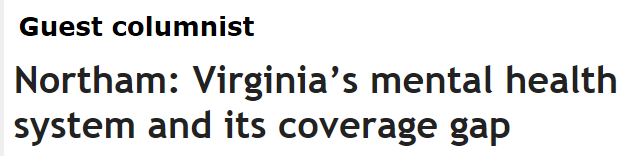 Guest columnist
Northam: Virginia’s mental health
system and its coverage gap